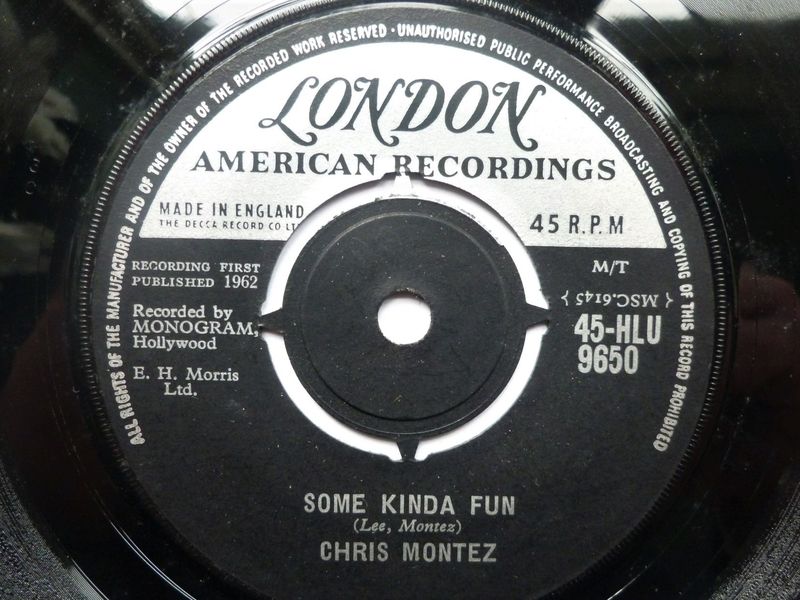 ALL RIGHTS OF THE MANUFACTURER AND OF THE OWNER OF THE RECORDED WORK RESERVED · UNAUTHORISED PUBLIC PERFORMANCE BROADCASTING AND COPYING OF THIS RECORD PROHIBITED
LONDON
AMERICAN RECORDINGS
MADE IN ENGLAND
THE DECCA RECORD CO LT
45 R.P.M
RECORDING FIRST
PUBLISHED 1962
M/T
{ MSC.6145 }
Recorded by
MONOGRAM,
Hollywood
45-HLU
9650
E. H. Morris
Ltd.
SOME KINDA FUN
(Lee, Montez)
CHRIS MONTEZ